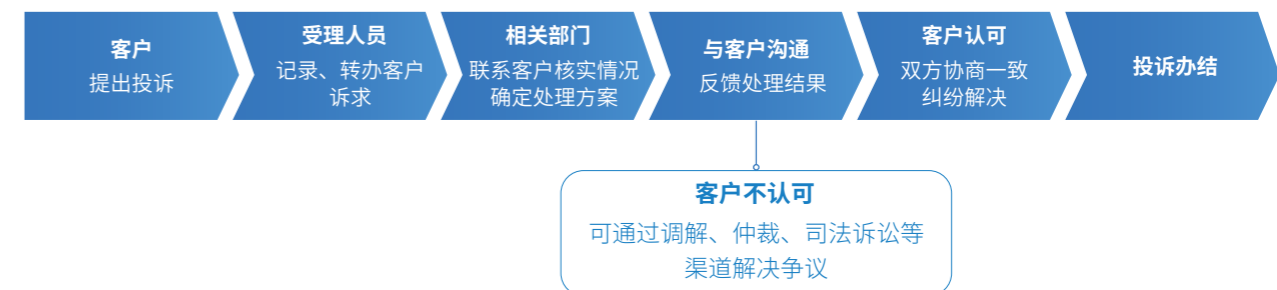 客户
提出投诉
受理人员
记录、转办客户
诉求
相关部门
联系客户核实情况
确定处理方案
与客户沟通
反馈处理结果
客户认可
双方协商一致
纠纷解决
投诉办结
客户不认可
可通过调解、仲裁、司法诉讼等
渠道解决争议